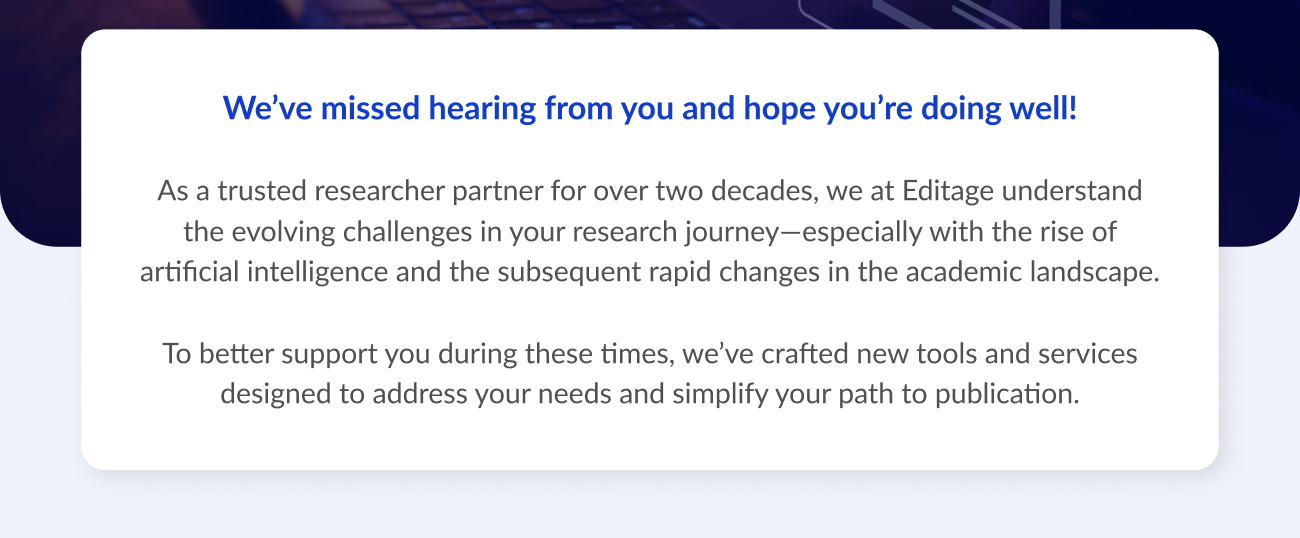 We’ve missed hearing from you and hope you’re doing well!
As a trusted researcher partner for over two decades, we at Editage understand
the evolving challenges in your research journey—especially with the rise of
artificial intelligence and the subsequent rapid changes in the academic landscape.
To better support you during these times, we’ve crafted new tools and services
designed to address your needs and simplify your path to publication.